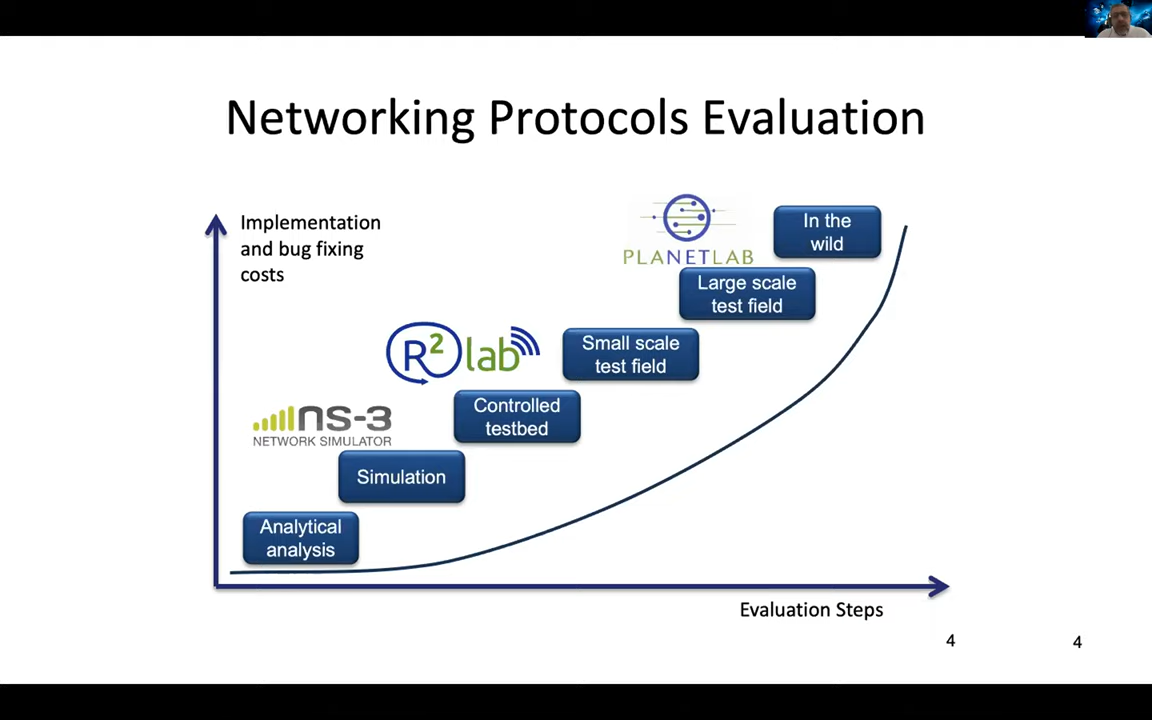 Networking Protocols Evaluation
Implementation
and bug fixing
costs
PLANETLAB
In the
wild
Large scale
test field
R2lab
Small scale
test field
ns-3
NETWORK SIMULATOR
Controlled
testbed
Simulation
Analytical
analysis
Evaluation Steps
4
4